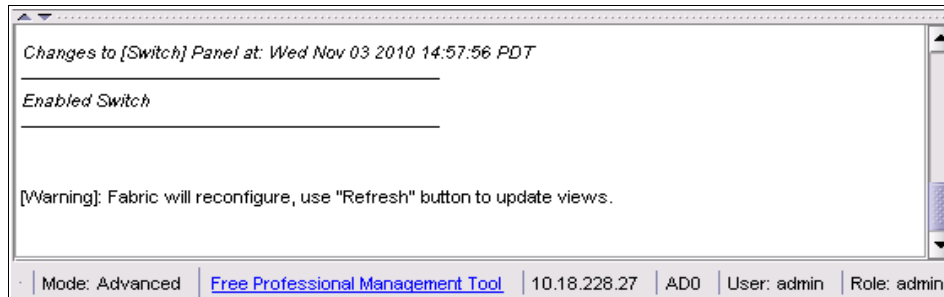 Changes to [Switch] Panel at: Wed Nov 03 2010 14:57:56 PDT
Enabled Switch
[Warning]: Fabric will reconfigure, use "Refresh" button to update views.
Mode: Advanced Free Professional Management Tool 10.18.228.27 AD0 User: admin Role: admin